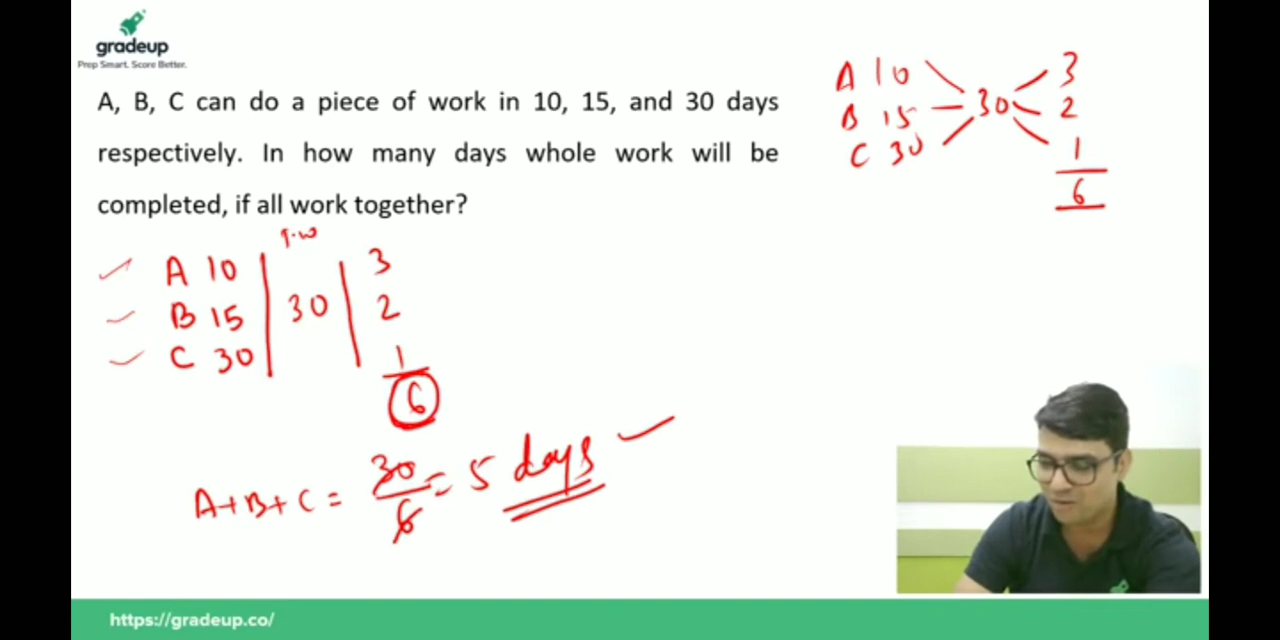 gradeup
Prep Smart. Score Better.
A, B, C can do a piece of work in 10, 15, and 30 days
respectively. In how many days whole work will be
completed, if all work together?
A 10
B 15
C 30
30
3
2
1
6
T.W
A 10
B 15
C 30
30
3
2
1
6
A+B+C = 30/6 = 5 days
https://gradeup.co/